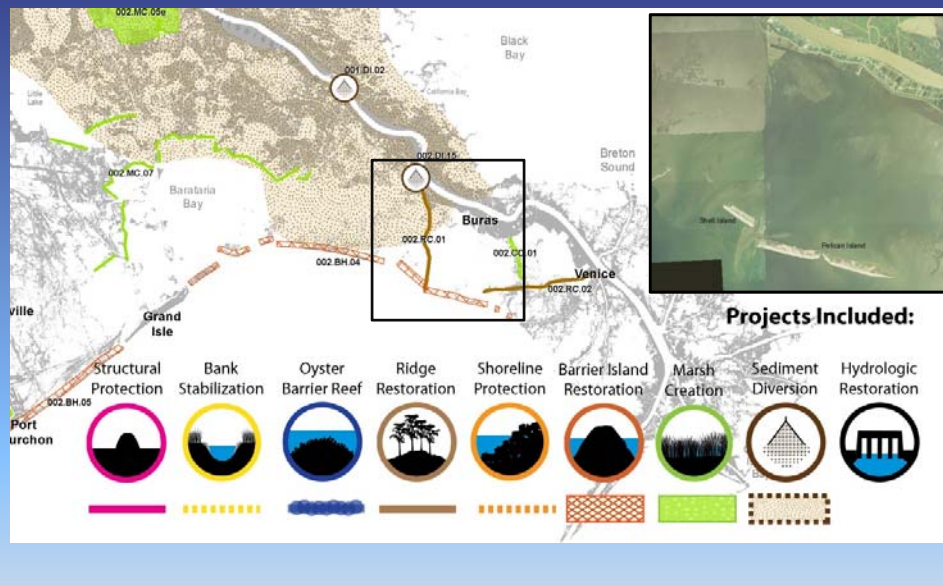 002.MC.05e
Black
Bay
001.DI.02
California Bay
Little
Lake
002.DI.15
Breton
Sound
002.MC.07
Barataria
Bay
Buras
Shell Island
002.RC.01
Pelican Island
002.CO.01
002.BH.04
Venice
002.RC.02
ville
Grand
Isle
Projects Included:
Structural
Protection
Bank
Stabilization
Oyster
Barrier Reef
Ridge
Restoration
Shoreline
Protection
Barrier Island
Restoration
Marsh
Creation
Sediment
Diversion
Hydrologic
Restoration
002.BH.05
Port
urchon